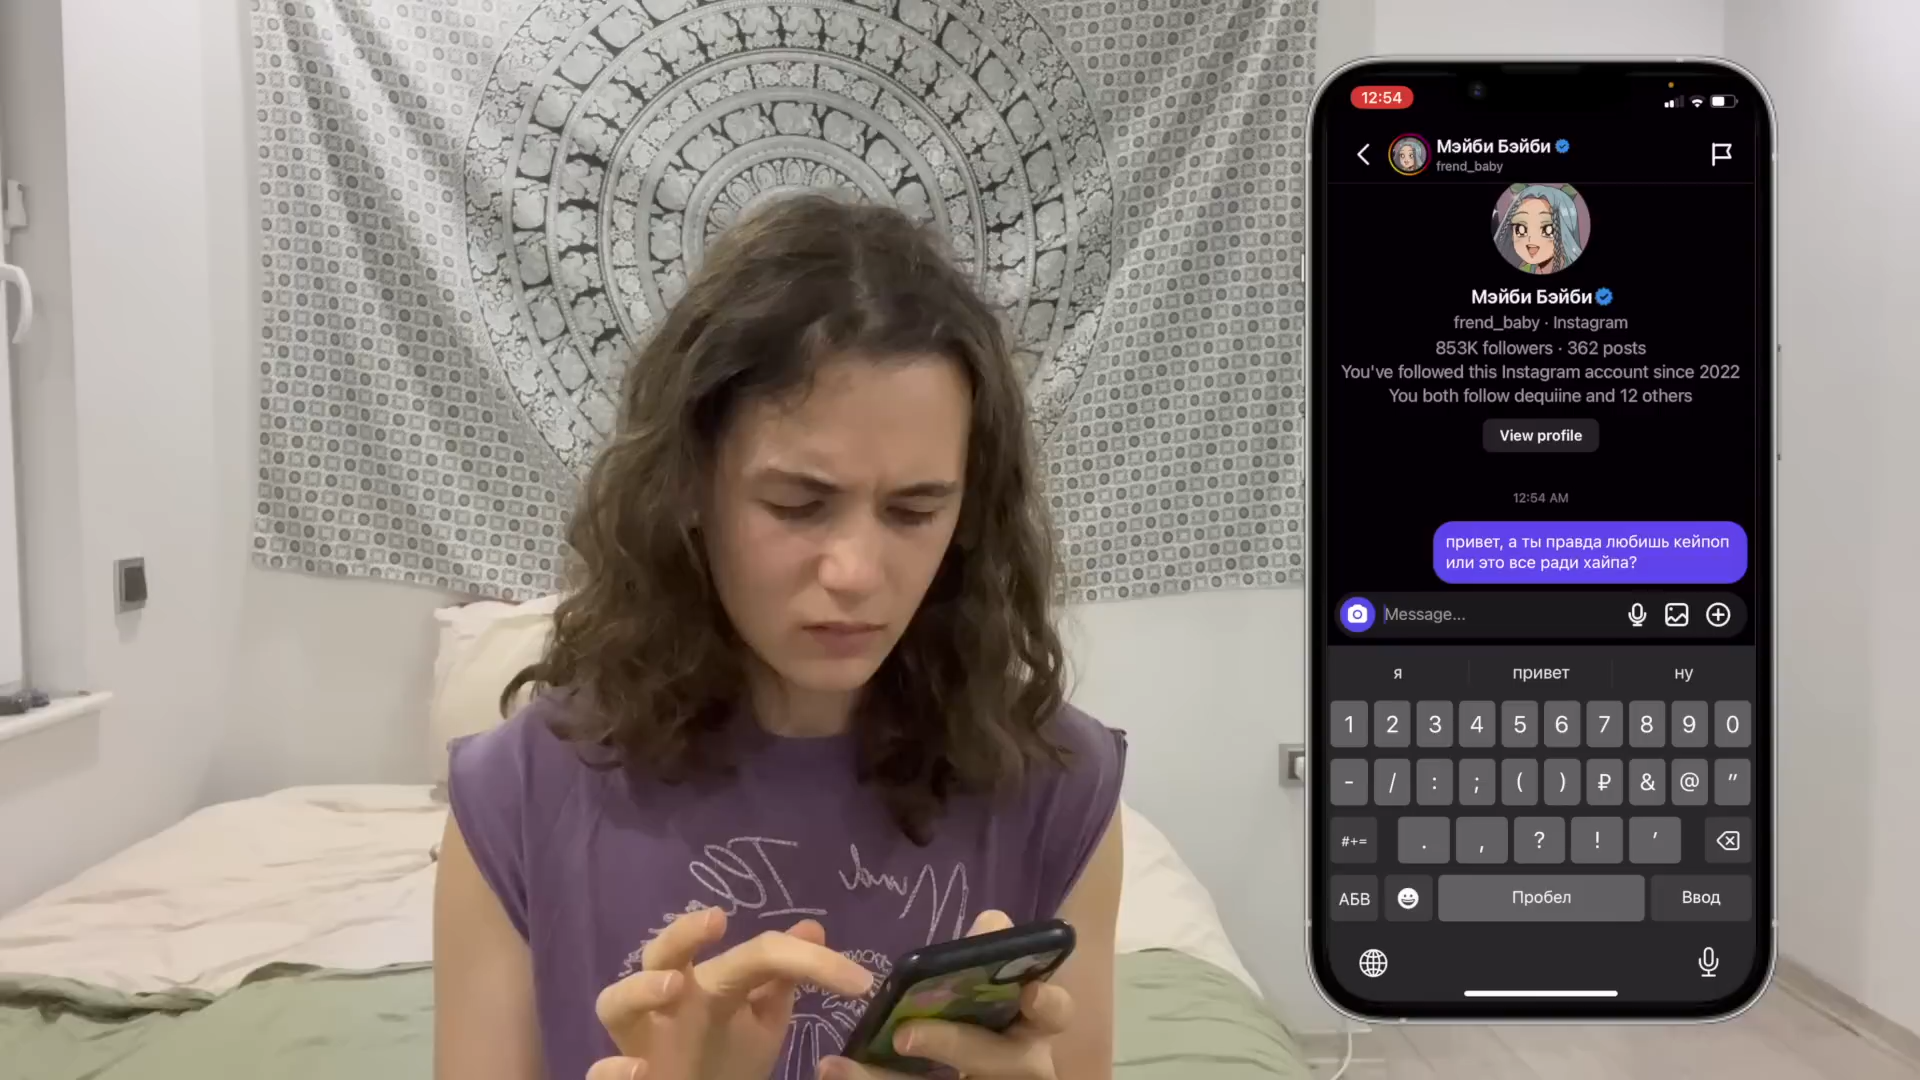 12:54
Мэйби Бэйби
frend_baby
Мэйби Бэйби
frend_baby · Instagram
853K followers · 362 posts
You've followed this Instagram account since 2022
You both follow dequiine and 12 others
View profile
12:54 AM
привет, а ты правда любишь кейпоп
или это все ради хайпа?
Message...
я привет ну
1 2 3 4 5 6 7 8 9 0
- / : ; ( ) ₽ & @ "
#+= . , ? ! '
АБВ Пробел Ввод